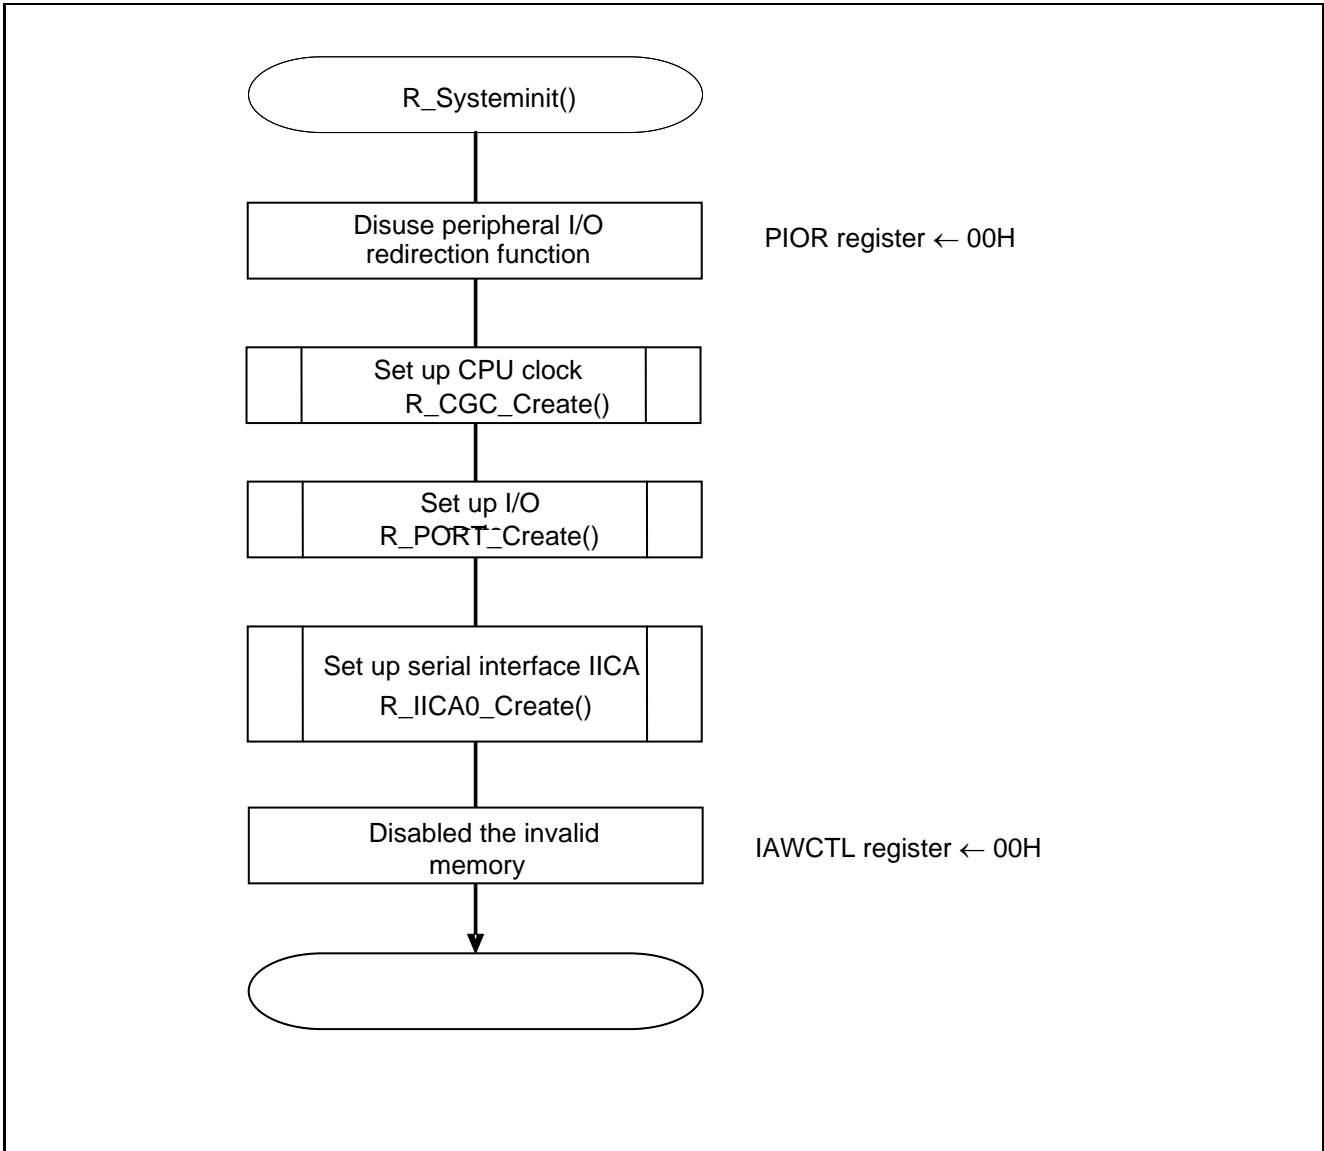 R_Systeminit()
Disuse peripheral I/O
redirection function
PIOR register ← 00H
Set up CPU clock
R_CGC_Create()
Set up I/O
R_PORT_Create()
Set up serial interface IICA
R_IICA0_Create()
Disabled the invalid
memory
IAWCTL register ← 00H